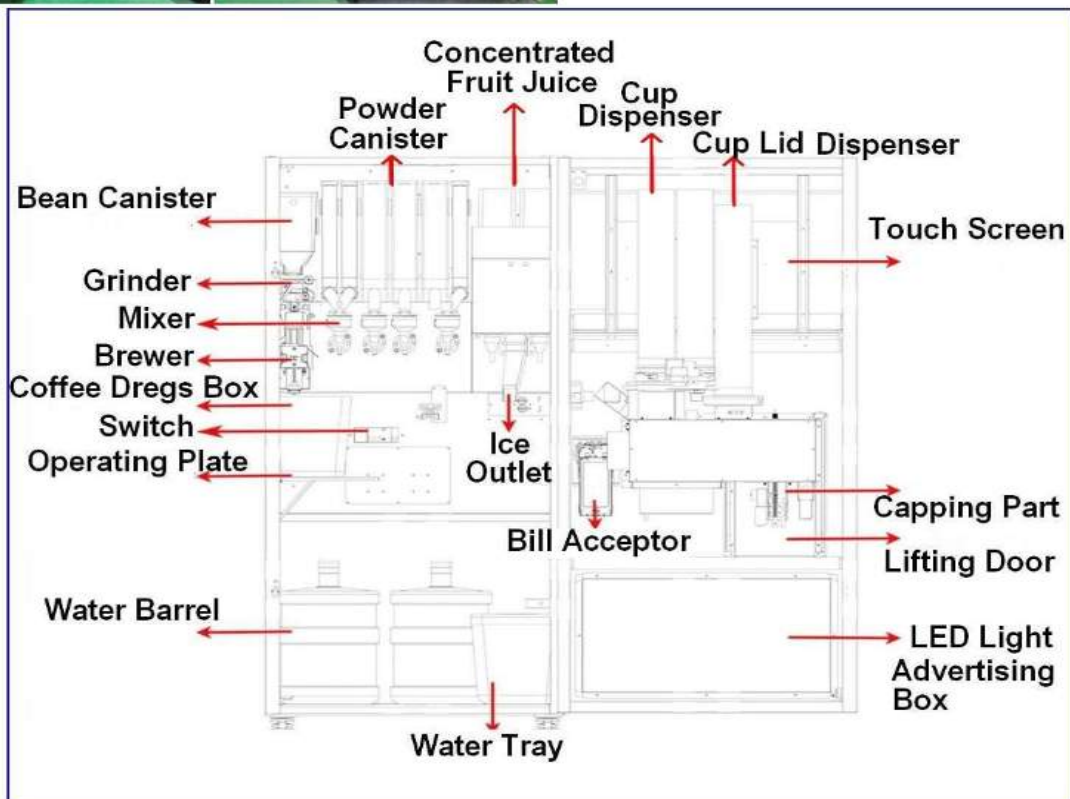 Concentrated
Fruit Juice
Powder
Canister
Cup
Dispenser
Cup Lid Dispenser
Bean Canister
Touch Screen
Grinder
Mixer
Brewer
Coffee Dregs Box
Switch
Ice
Outlet
Operating Plate
Capping Part
Bill Acceptor
Lifting Door
Water Barrel
LED Light
Advertising
Box
Water Tray